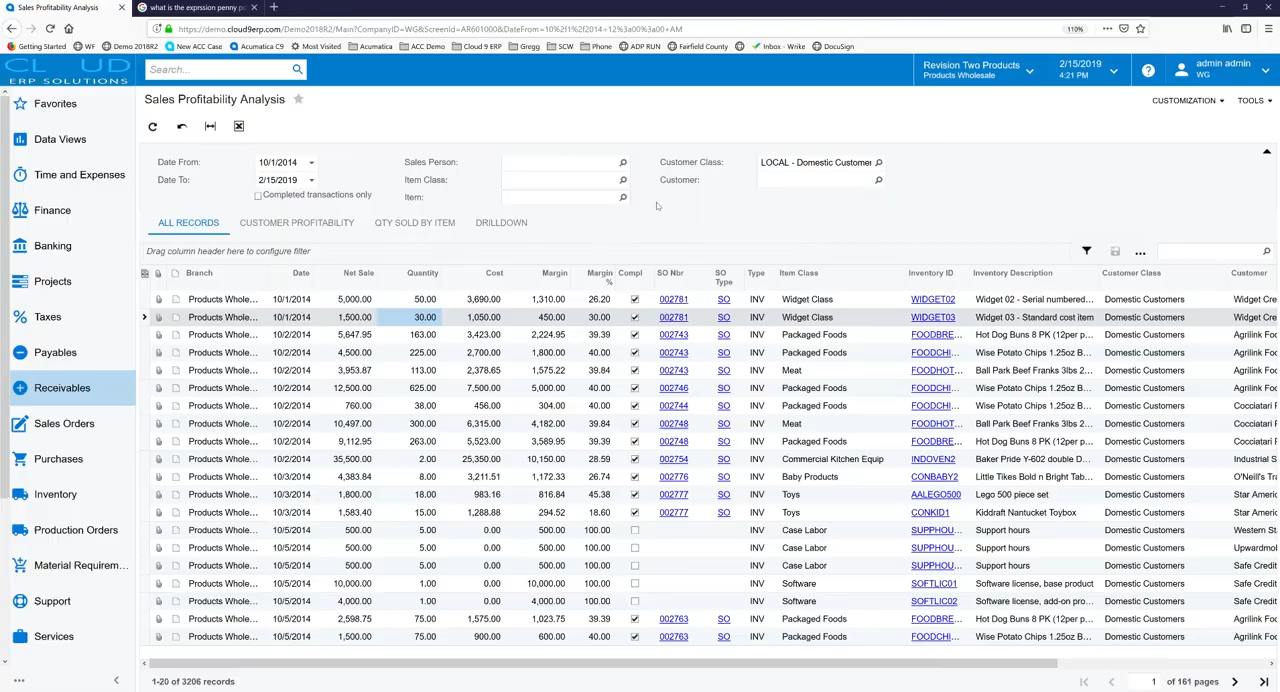 Sales Profitability Analysis
what is the exprssion penny po
https://demo.cloud9erp.com/Demo2018R2/Main?CompanyID=WG&ScreenId=AR601000&DateFrom=10%2f1%2f2014+12%3a00%3a00+AM
110%
Getting Started WF Demo 2018R2 New ACC Case Acumatica C9 Most Visited Acumatica ACC Demo Cloud 9 ERP Gregg SCW Phone ADP RUN Fairfield County Inbox - Wrike DocuSign
CLOUD
ERP SOLUTIONS
Search...
Revision Two Products
Products Wholesale
2/15/2019
4:21 PM
admin admin
WG
Favorites
Data Views
Time and Expenses
Finance
Banking
Projects
Taxes
Payables
Receivables
Sales Orders
Purchases
Inventory
Production Orders
Material Requirem...
Support
Services
Sales Profitability Analysis
CUSTOMIZATION TOOLS
Date From: 10/1/2014 Sales Person: Customer Class: LOCAL - Domestic Customer
Date To: 2/15/2019 Item Class: Customer:
Completed transactions only Item:
ALL RECORDS CUSTOMER PROFITABILITY QTY SOLD BY ITEM DRILLDOWN
Drag column header here to configure filter
Branch Date Net Sale Quantity Cost Margin Margin % Compl SO Nbr SO Type Type Item Class Inventory ID Inventory Description Customer Class Customer
Products Whole... 10/1/2014 5,000.00 50.00 3,690.00 1,310.00 26.20 002781 SO INV Widget Class WIDGET02 Widget 02 - Serial numbered... Domestic Customers Widget Cre
Products Whole... 10/1/2014 1,500.00 30.00 1,050.00 450.00 30.00 002781 SO INV Widget Class WIDGET03 Widget 03 - Standard cost item Domestic Customers Widget Cre
Products Whole... 10/2/2014 5,647.95 163.00 3,423.00 2,224.95 39.39 002743 SO INV Packaged Foods FOODBRE... Hot Dog Buns 8 PK (12per p... Domestic Customers Agrilink Fo
Products Whole... 10/2/2014 4,500.00 225.00 2,700.00 1,800.00 40.00 002743 SO INV Packaged Foods FOODCHI... Wise Potato Chips 1.25oz B... Domestic Customers Agrilink Fo
Products Whole... 10/2/2014 3,953.87 113.00 2,378.65 1,575.22 39.84 002743 SO INV Meat FOODHOT... Ball Park Beef Franks 3lbs 2... Domestic Customers Agrilink Fo
Products Whole... 10/2/2014 12,500.00 625.00 7,500.00 5,000.00 40.00 002746 SO INV Packaged Foods FOODCHI... Wise Potato Chips 1.25oz B... Domestic Customers Agrilink Fo
Products Whole... 10/2/2014 760.00 38.00 456.00 304.00 40.00 002744 SO INV Packaged Foods FOODCHI... Wise Potato Chips 1.25oz B... Domestic Customers Cocciatari F
Products Whole... 10/2/2014 10,497.00 300.00 6,315.00 4,182.00 39.84 002748 SO INV Meat FOODHOT... Ball Park Beef Franks 3lbs 2... Domestic Customers Cocciatari F
Products Whole... 10/2/2014 9,112.95 263.00 5,523.00 3,589.95 39.39 002748 SO INV Packaged Foods FOODBRE... Hot Dog Buns 8 PK (12per p... Domestic Customers Cocciatari F
Products Whole... 10/2/2014 35,500.00 2.00 25,350.00 10,150.00 28.59 002754 SO INV Commercial Kitchen Equip INDOVEN2 Baker Pride Y-602 double D... Domestic Customers Industrial S
Products Whole... 10/3/2014 4,383.84 8.00 3,211.51 1,172.33 26.74 002776 SO INV Baby Products CONBABY2 Little Tikes Bold n Bright Tab... Domestic Customers O'Neill's Tra
Products Whole... 10/3/2014 1,800.00 18.00 983.16 816.84 45.38 002777 SO INV Toys AALEGO500 Lego 500 piece set Domestic Customers Star Americ
Products Whole... 10/3/2014 1,583.40 15.00 1,288.88 294.52 18.60 002777 SO INV Toys CONKID1 Kiddraft Nantucket Toybox Domestic Customers Star Americ
Products Whole... 10/5/2014 500.00 5.00 0.00 500.00 100.00 INV Case Labor SUPPHOU... Support hours Domestic Customers Western St
Products Whole... 10/5/2014 500.00 5.00 0.00 500.00 100.00 INV Case Labor SUPPHOU... Support hours Domestic Customers Upwardmol
Products Whole... 10/5/2014 500.00 5.00 0.00 500.00 100.00 INV Case Labor SUPPHOU... Support hours Domestic Customers Safe Credit
Products Whole... 10/5/2014 10,000.00 1.00 0.00 10,000.00 100.00 INV Software SOFTLIC01 Software license, base product Domestic Customers Safe Credit
Products Whole... 10/5/2014 4,000.00 1.00 0.00 4,000.00 100.00 INV Software SOFTLIC02 Software license, add-on pro... Domestic Customers Safe Credit
Products Whole... 10/5/2014 2,598.75 75.00 1,575.00 1,023.75 39.39 002763 SO INV Packaged Foods FOODBRE... Hot Dog Buns 8 PK (12per p... Domestic Customers Agrilink Fo
Products Whole... 10/5/2014 1,500.00 75.00 900.00 600.00 40.00 002763 SO INV Packaged Foods FOODCHI... Wise Potato Chips 1.25oz B... Domestic Customers Agrilink Fo
1-20 of 3206 records 1 of 161 pages